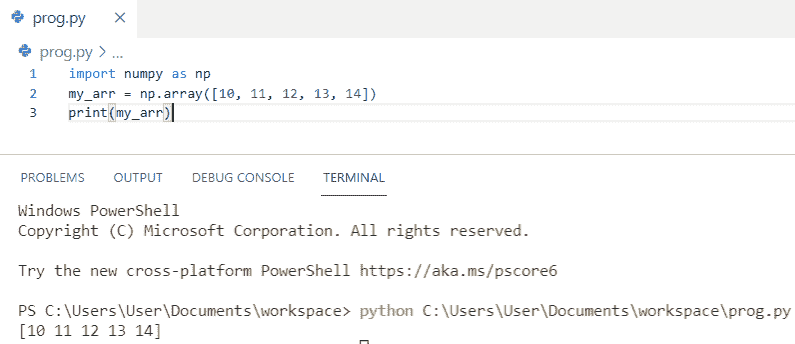 prog.py ×
prog.py > ...
1 import numpy as np
2 my_arr = np.array([10, 11, 12, 13, 14])
3 print(my_arr)
PROBLEMS OUTPUT DEBUG CONSOLE TERMINAL
Windows PowerShell
Copyright (C) Microsoft Corporation. All rights reserved.
Try the new cross-platform PowerShell https://aka.ms/pscore6
PS C:\Users\User\Documents\workspace> python C:\Users\User\Documents\workspace\prog.py
[10 11 12 13 14]